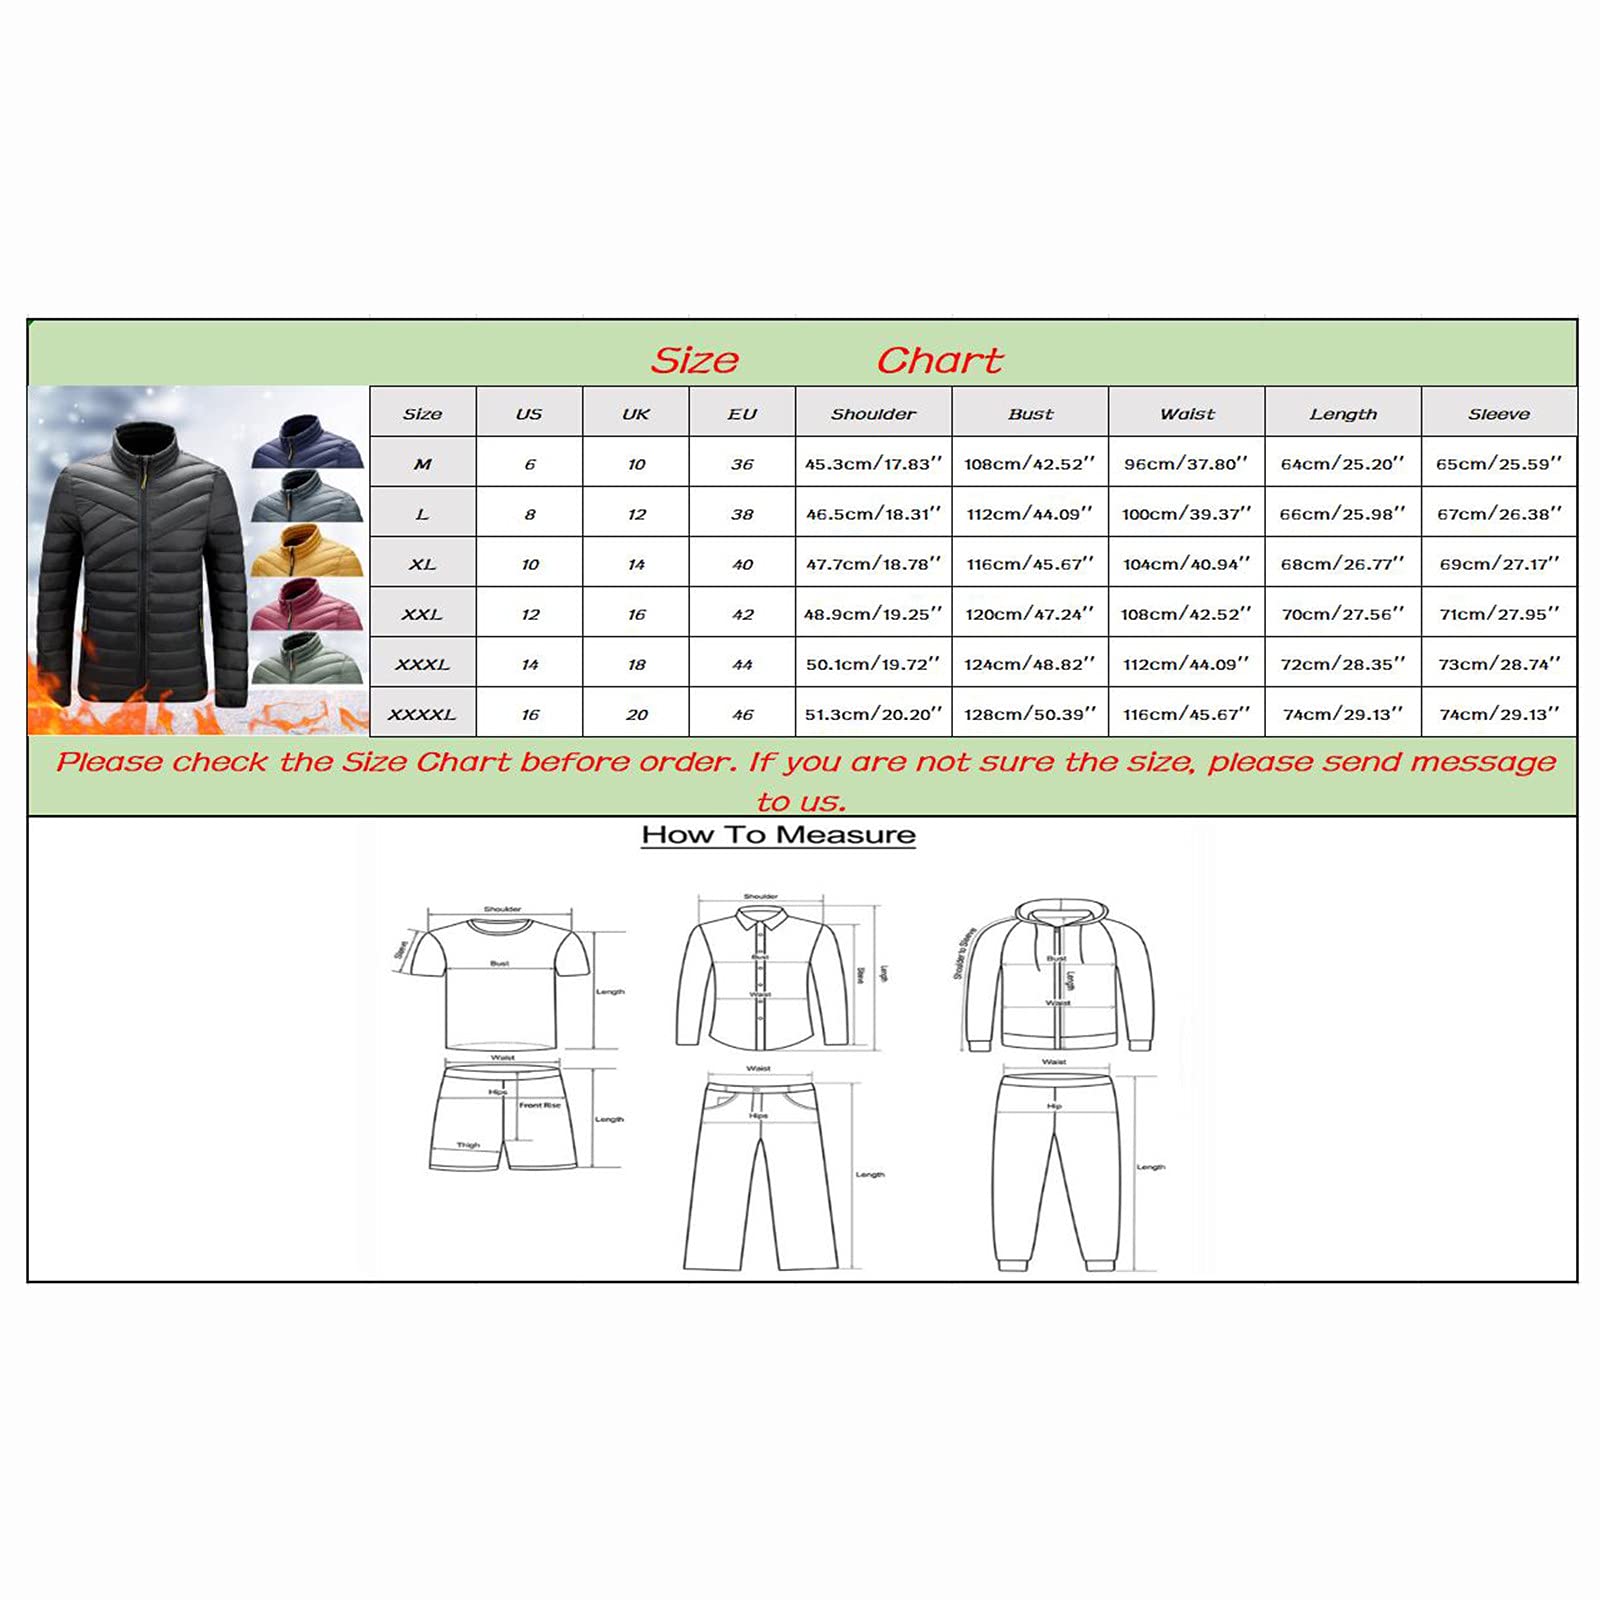 Size Chart
Size US UK EU Shoulder Bust Waist Length Sleeve
M 6 10 36 45.3cm/17.83'' 108cm/42.52'' 96cm/37.80'' 64cm/25.20'' 65cm/25.59''
L 8 12 38 46.5cm/18.31'' 112cm/44.09'' 100cm/39.37'' 66cm/25.98'' 67cm/26.38''
XL 10 14 40 47.7cm/18.78'' 116cm/45.67'' 104cm/40.94'' 68cm/26.77'' 69cm/27.17''
XXL 12 16 42 48.9cm/19.25'' 120cm/47.24'' 108cm/42.52'' 70cm/27.56'' 71cm/27.95''
XXXL 14 18 44 50.1cm/19.72'' 124cm/48.82'' 112cm/44.09'' 72cm/28.35'' 73cm/28.74''
XXXXL 16 20 46 51.3cm/20.20'' 128cm/50.39'' 116cm/45.67'' 74cm/29.13'' 74cm/29.13''
Please check the Size Chart before order. If you are not sure the size, please send message
to us.
How To Measure
Shoulder
Sleeve
Bust
Length
Waist
Hips
Front Rise
Thigh
Length
Shoulder
Bust
Waist
Sleeve
Length
Waist
Hips
Length
Shoulder to Sleeve
Bust
Length
Waist
Waist
Hip
Length